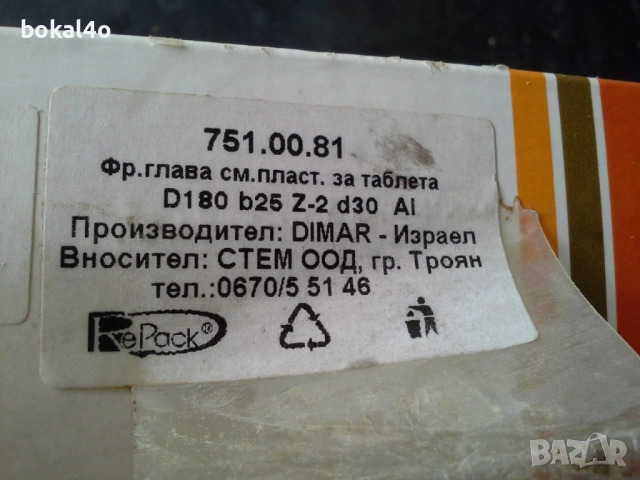 bokal4o
751.00.81
Фр.глава см.пласт. за таблета
D180 b25 Z-2 d30 Al
Производител: DIMAR - Израел
Вносител: СТЕМ ООД, гр. Троян
тел.:0670/5 51 46
RePack®
BAZAR